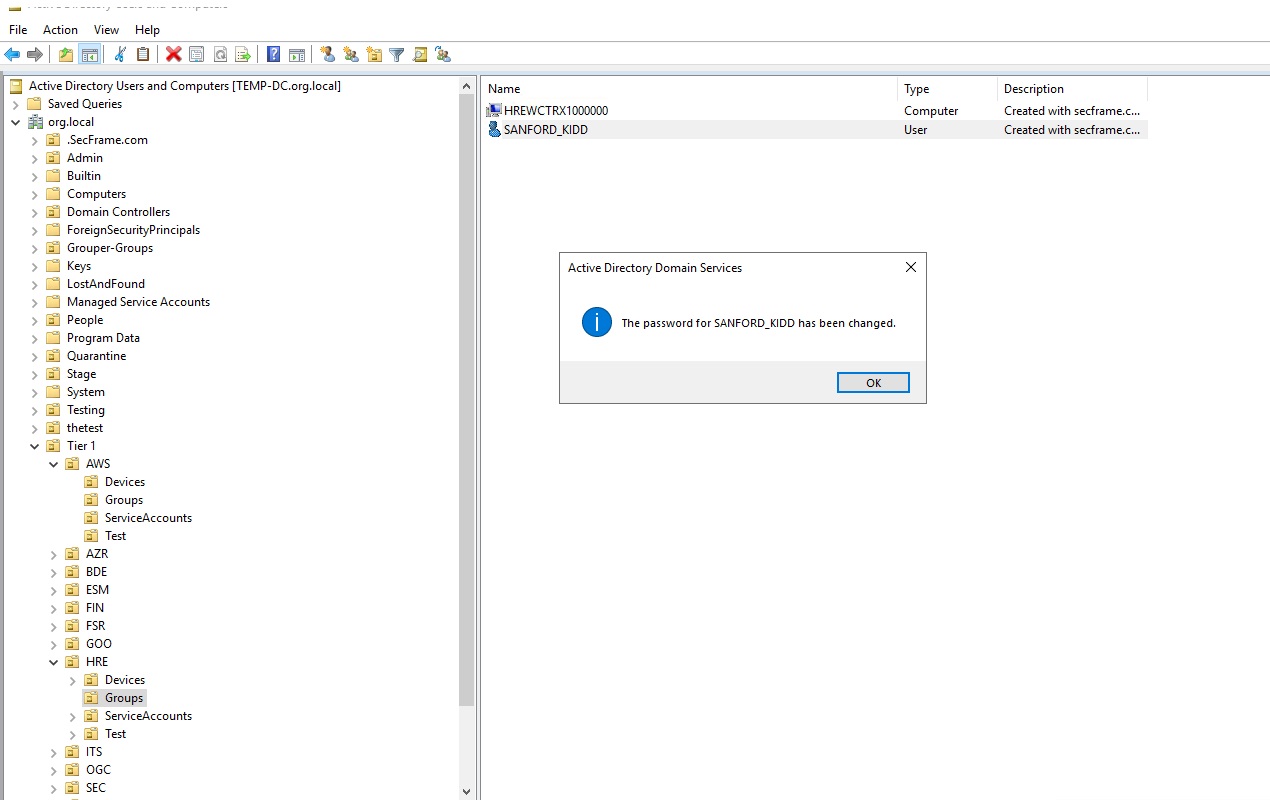 File Action View Help
Active Directory Users and Computers [TEMP-DC.org.local]
Saved Queries
org.local
.SecFrame.com
Admin
Builtin
Computers
Domain Controllers
ForeignSecurityPrincipals
Grouper-Groups
Keys
LostAndFound
Managed Service Accounts
People
Program Data
Quarantine
Stage
System
Testing
thetest
Tier 1
AWS
Devices
Groups
ServiceAccounts
Test
AZR
BDE
ESM
FIN
FSR
GOO
HRE
Devices
Groups
ServiceAccounts
Test
ITS
OGC
SEC
Name Type Description
HREWCTRX1000000 Computer Created with secframe.c...
SANFORD_KIDD User Created with secframe.c...
Active Directory Domain Services
The password for SANFORD_KIDD has been changed.
OK